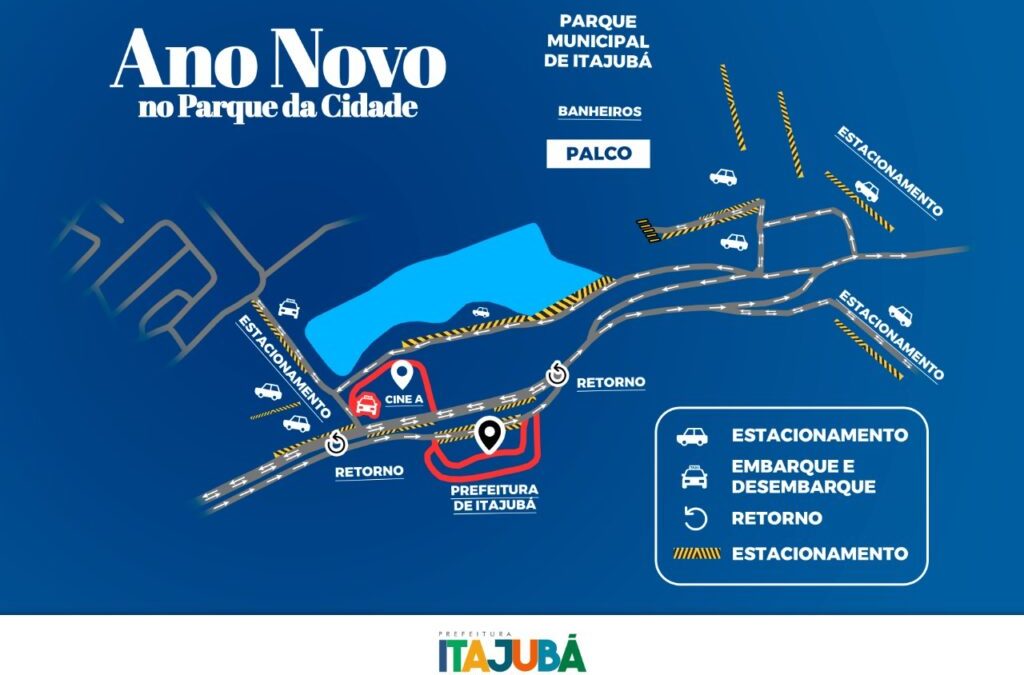 Ano Novo
no Parque da Cidade
PARQUE
MUNICIPAL
DE ITAJUBÁ
BANHEIROS
PALCO
ESTACIONAMENTO
ESTACIONAMENTO
ESTACIONAMENTO
CINE A
RETORNO
RETORNO
PREFEITURA
DE ITAJUBÁ
ESTACIONAMENTO
EMBARQUE E
DESEMBARQUE
RETORNO
ESTACIONAMENTO
PREFEITURA
ITAJUBÁ